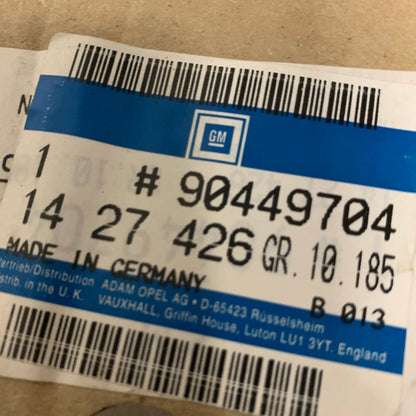 N
GM
1 # 90449704
14 27 426 GR. 10.185
MADE IN GERMANY
B 013
Vertrieb/Distribution ADAM OPEL AG • D-65423 Rüsselsheim
Distrib. in the U. K. VAUXHALL, Griffin House, Luton LU1 3YT. England